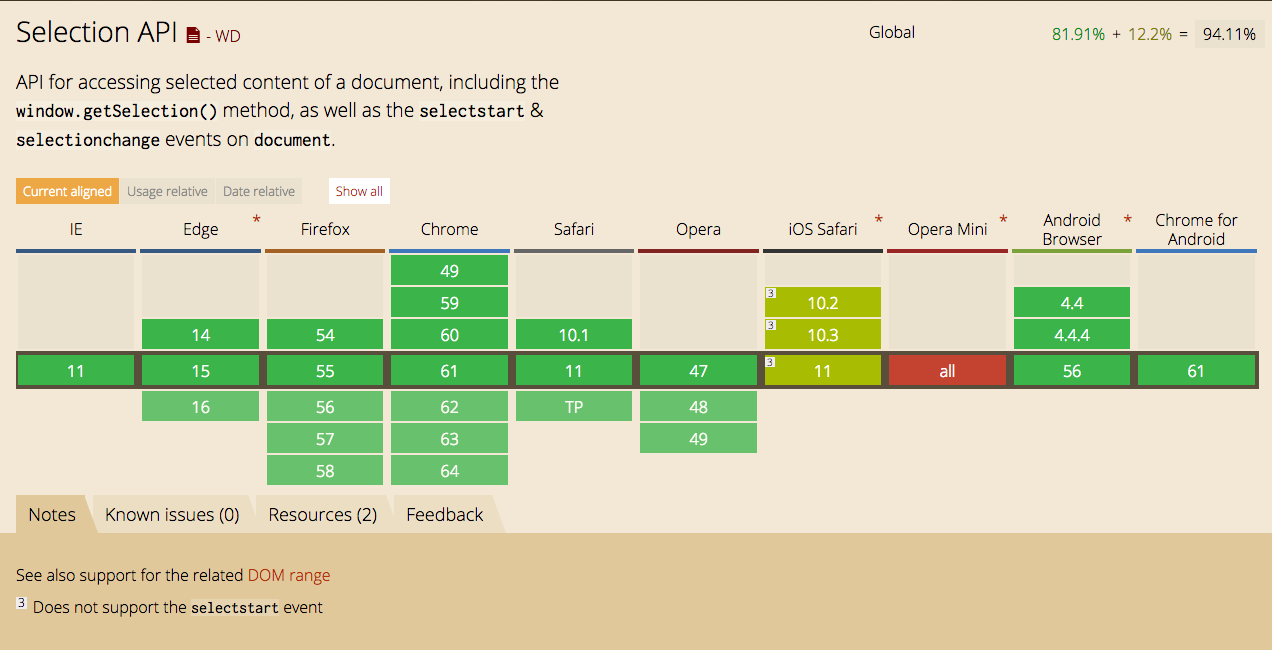 Selection API - WD
Global
81.91% + 12.2% = 94.11%
API for accessing selected content of a document, including the
window.getSelection() method, as well as the selectstart &
selectionchange events on document.
Current aligned Usage relative Date relative Show all
IE Edge * Firefox Chrome Safari Opera iOS Safari * Opera Mini * Android Browser * Chrome for Android
49
59 3 10.2 4.4
14 54 60 10.1 3 10.3 4.4.4
11 15 55 61 11 47 3 11 all 56 61
16 56 62 TP 48
57 63 49
58 64
Notes Known issues (0) Resources (2) Feedback
See also support for the related DOM range
3 Does not support the selectstart event